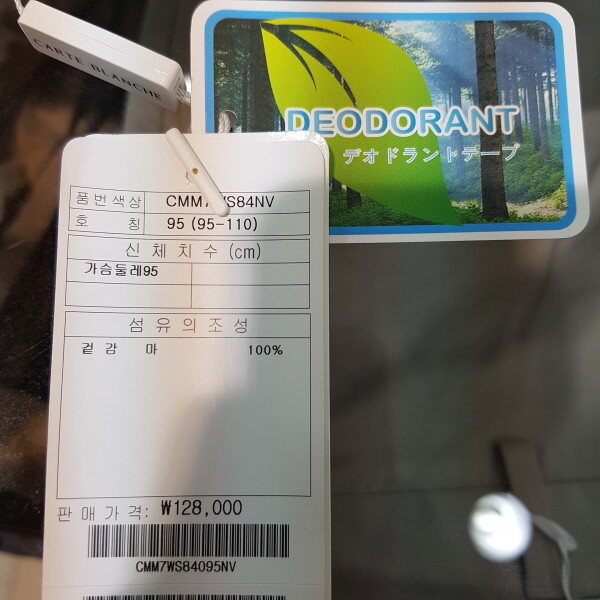 CARTE BLANCHE
DEODORANT
デオドラントテープ
품번색상 CMM7WS84NV
호 칭 95 (95-110)
신체치수 (cm)
가슴둘레95
섬유의조성
겉감 마 100%
판매가격: ₩128,000
CMM7WS84095NV